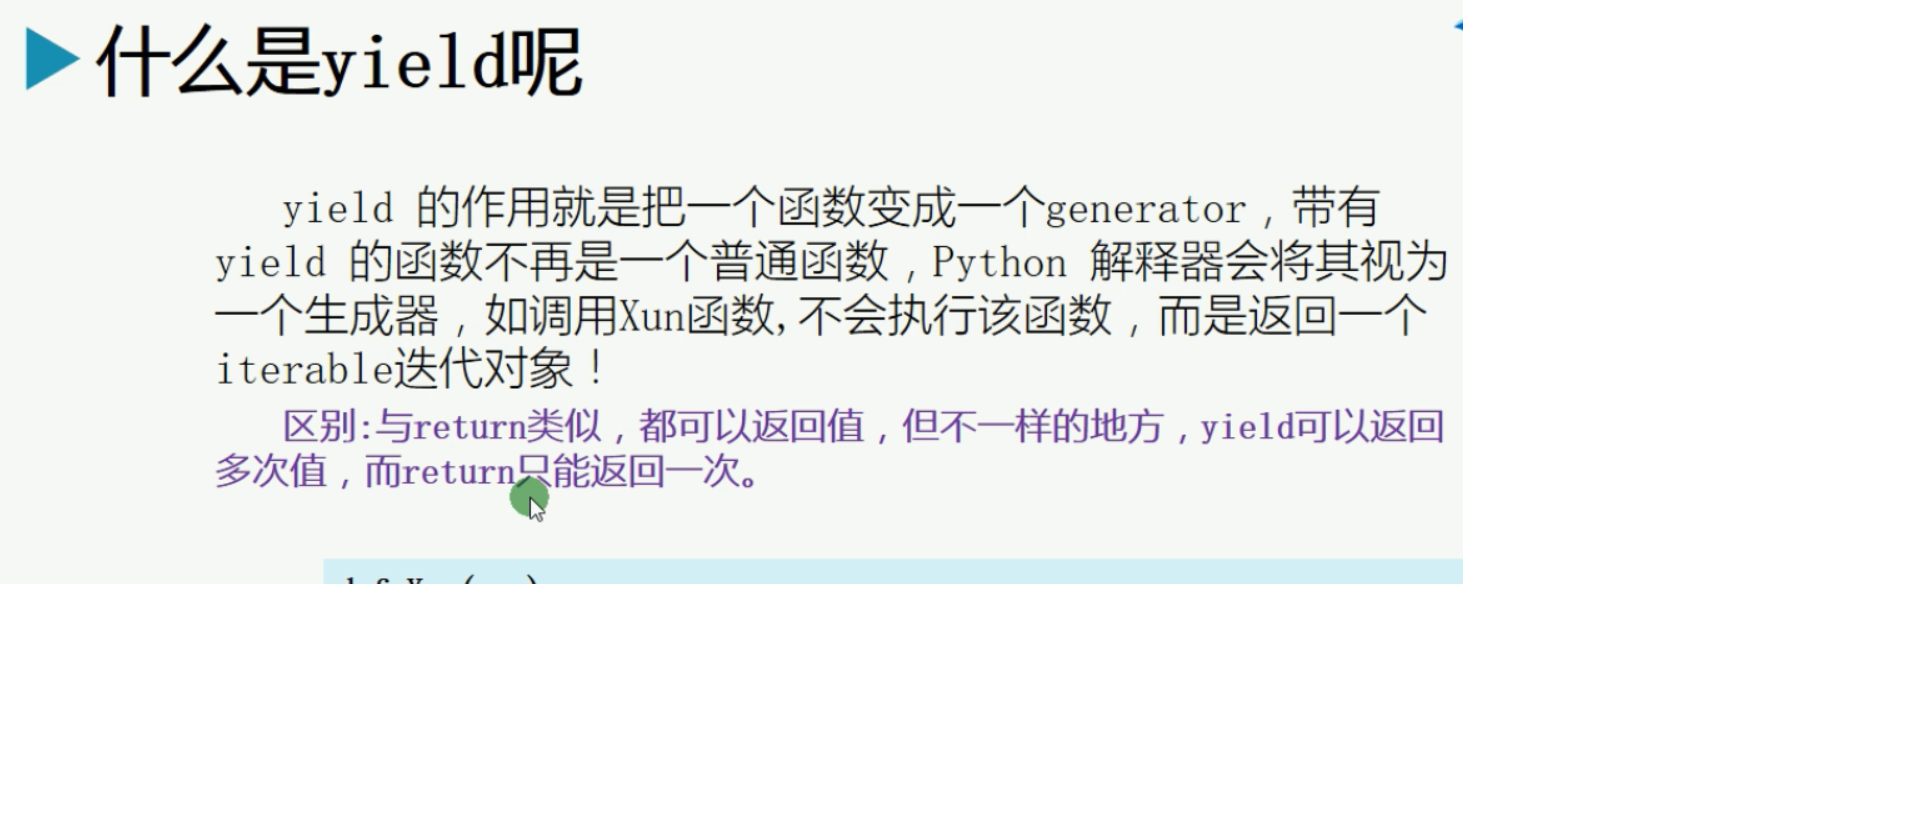 什么是yield呢
yield 的作用就是把一个函数变成一个generator，带有
yield 的函数不再是一个普通函数，Python 解释器会将其视为
一个生成器，如调用Xun函数,不会执行该函数，而是返回一个
iterable迭代对象！
区别:与return类似，都可以返回值，但不一样的地方，yield可以返回
多次值，而return只能返回一次。